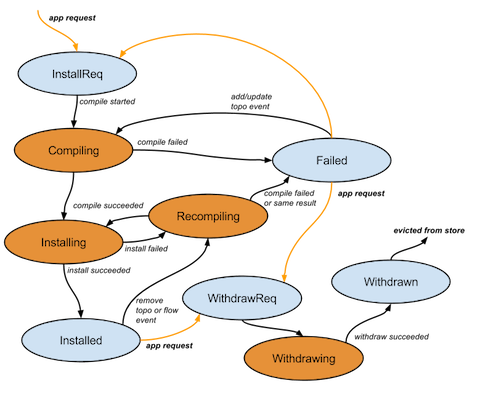 app request
InstallReq
add/update
topo event
compile started
compile failed
Compiling
Failed
compile succeeded
compile failed
or same result
app request
Recompiling
Installing
install failed
evicted from store
install succeeded
Withdrawn
WithdrawReq
remove
topo or flow
event
Installed
app request
withdraw succeeded
Withdrawing